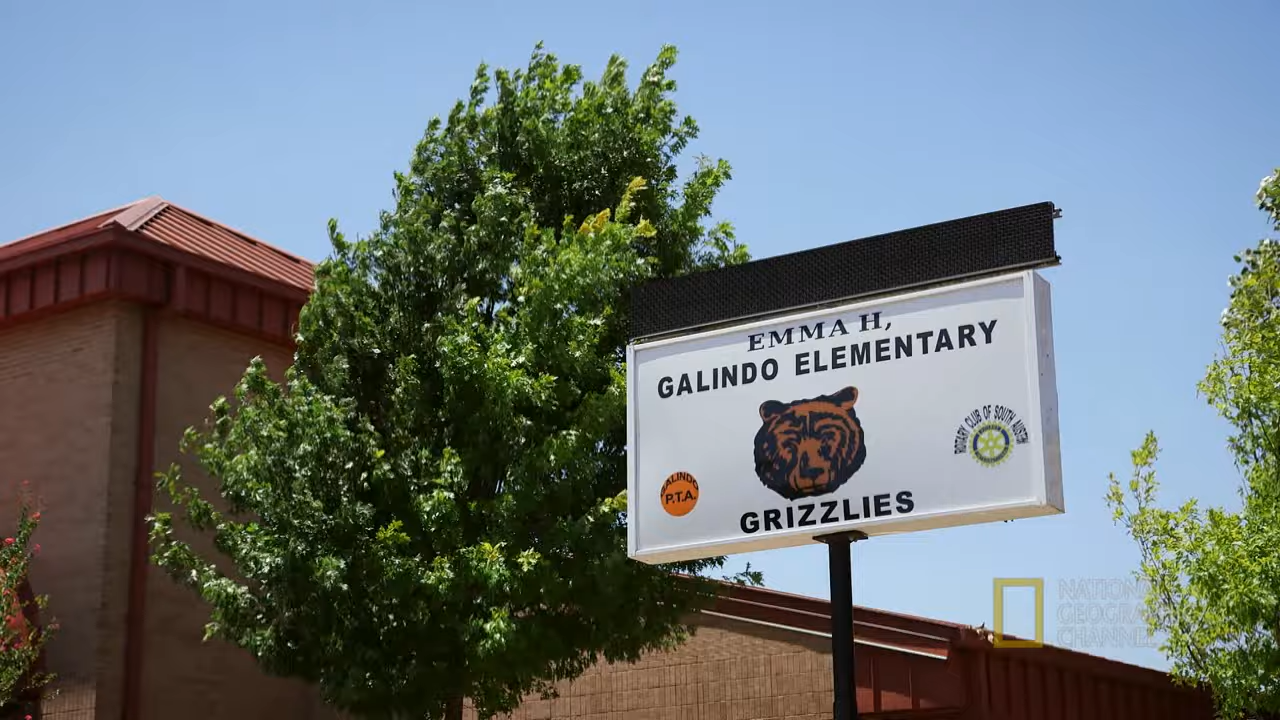 EMMA H,
GALINDO ELEMENTARY
ROTARY CLUB OF SOUTH AUSTIN
GALINDO
P.T.A.
GRIZZLIES
NATIONAL
GEOGRAPHIC
CHANNEL